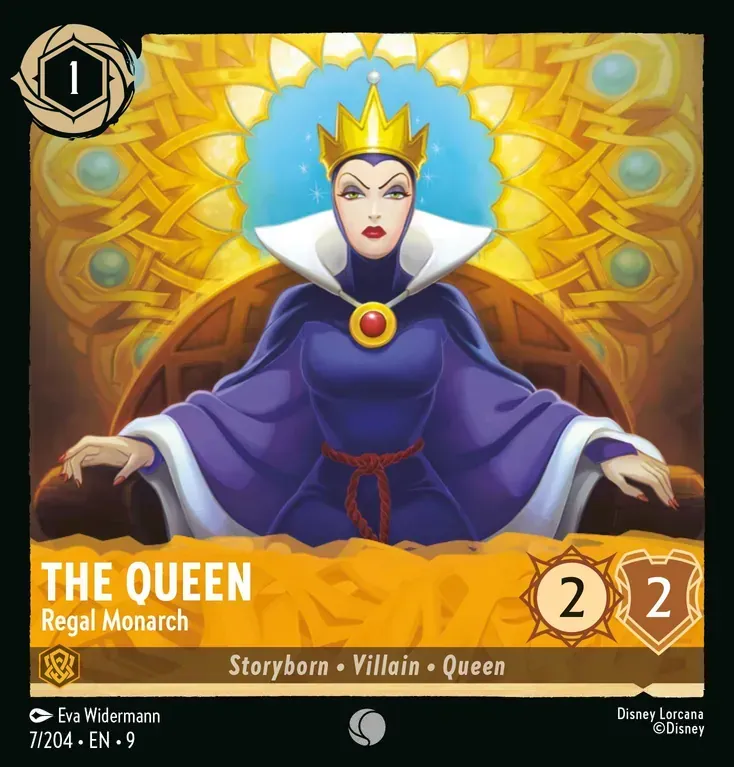 1
THE QUEEN
Regal Monarch
2 2
Storyborn • Villain • Queen
Eva Widermann
7/204 • EN • 9
Disney Lorcana
©Disney